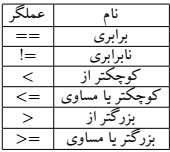 نام عملگر
برابری ==
نابرابری !=
کوچکتر از <
کوچکتر یا مساوی <=
بزرگتر از >
بزرگتر یا مساوی >=